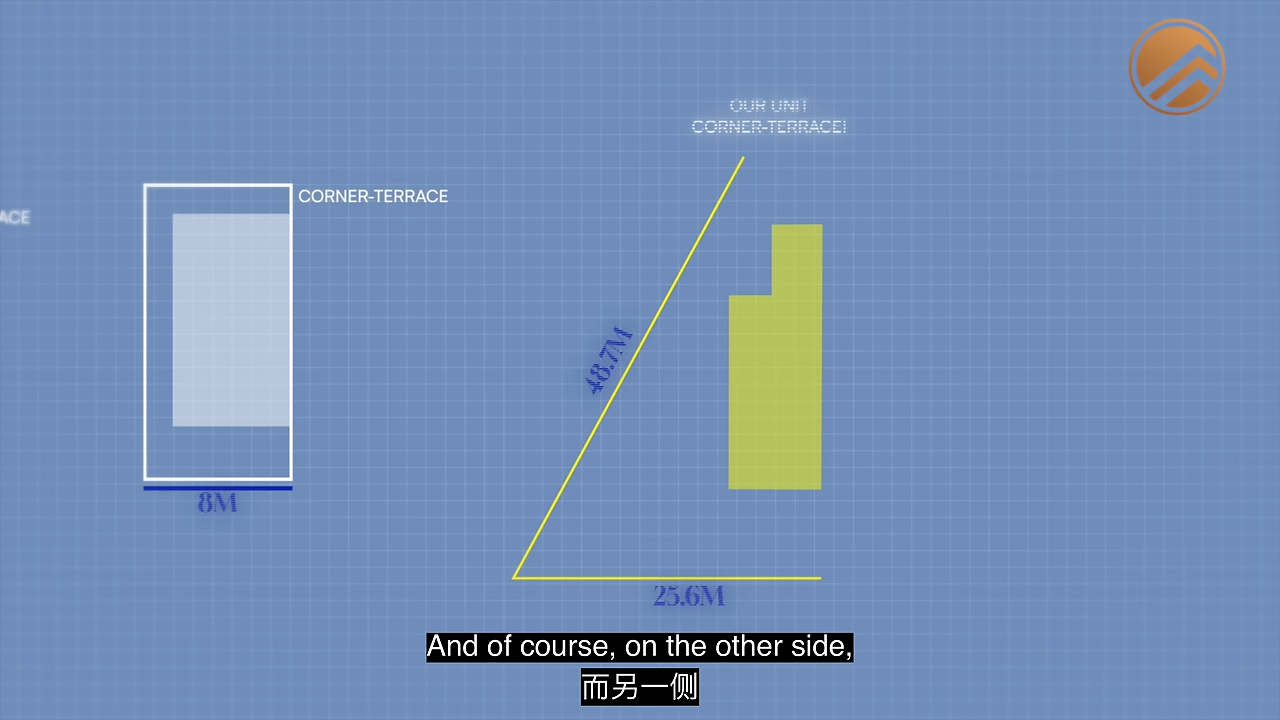 OUR UNIT
CORNER-TERRACE!
CORNER-TERRACE
ACE
48.7M
8M
25.6M
And of course, on the other side,
而另一侧